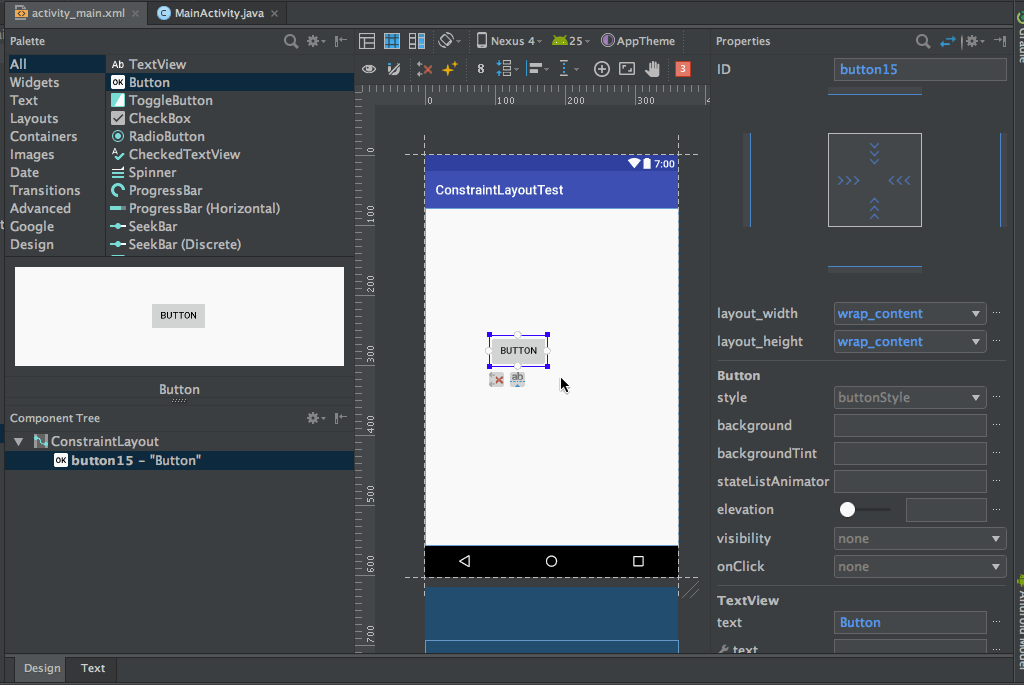 activity_main.xml
MainActivity.java
Palette
All
Widgets
Text
Layouts
Containers
Images
Date
Transitions
Advanced
Google
Design
Ab TextView
OK Button
ToggleButton
CheckBox
RadioButton
CheckedTextView
Spinner
ProgressBar
ProgressBar (Horizontal)
SeekBar
SeekBar (Discrete)
BUTTON
Button
Component Tree
ConstraintLayout
OK button15 - "Button"
Nexus 4
25
AppTheme
8
3
0 100 200 300
0
100
200
300
400
500
600
700
7:00
ConstraintLayoutTest
BUTTON
ab
Properties
ID button15
layout_width wrap_content
layout_height wrap_content
Button
style buttonStyle
background
backgroundTint
stateListAnimator
elevation
visibility none
onClick none
TextView
text Button
text
Gradle
Android Model
Design Text